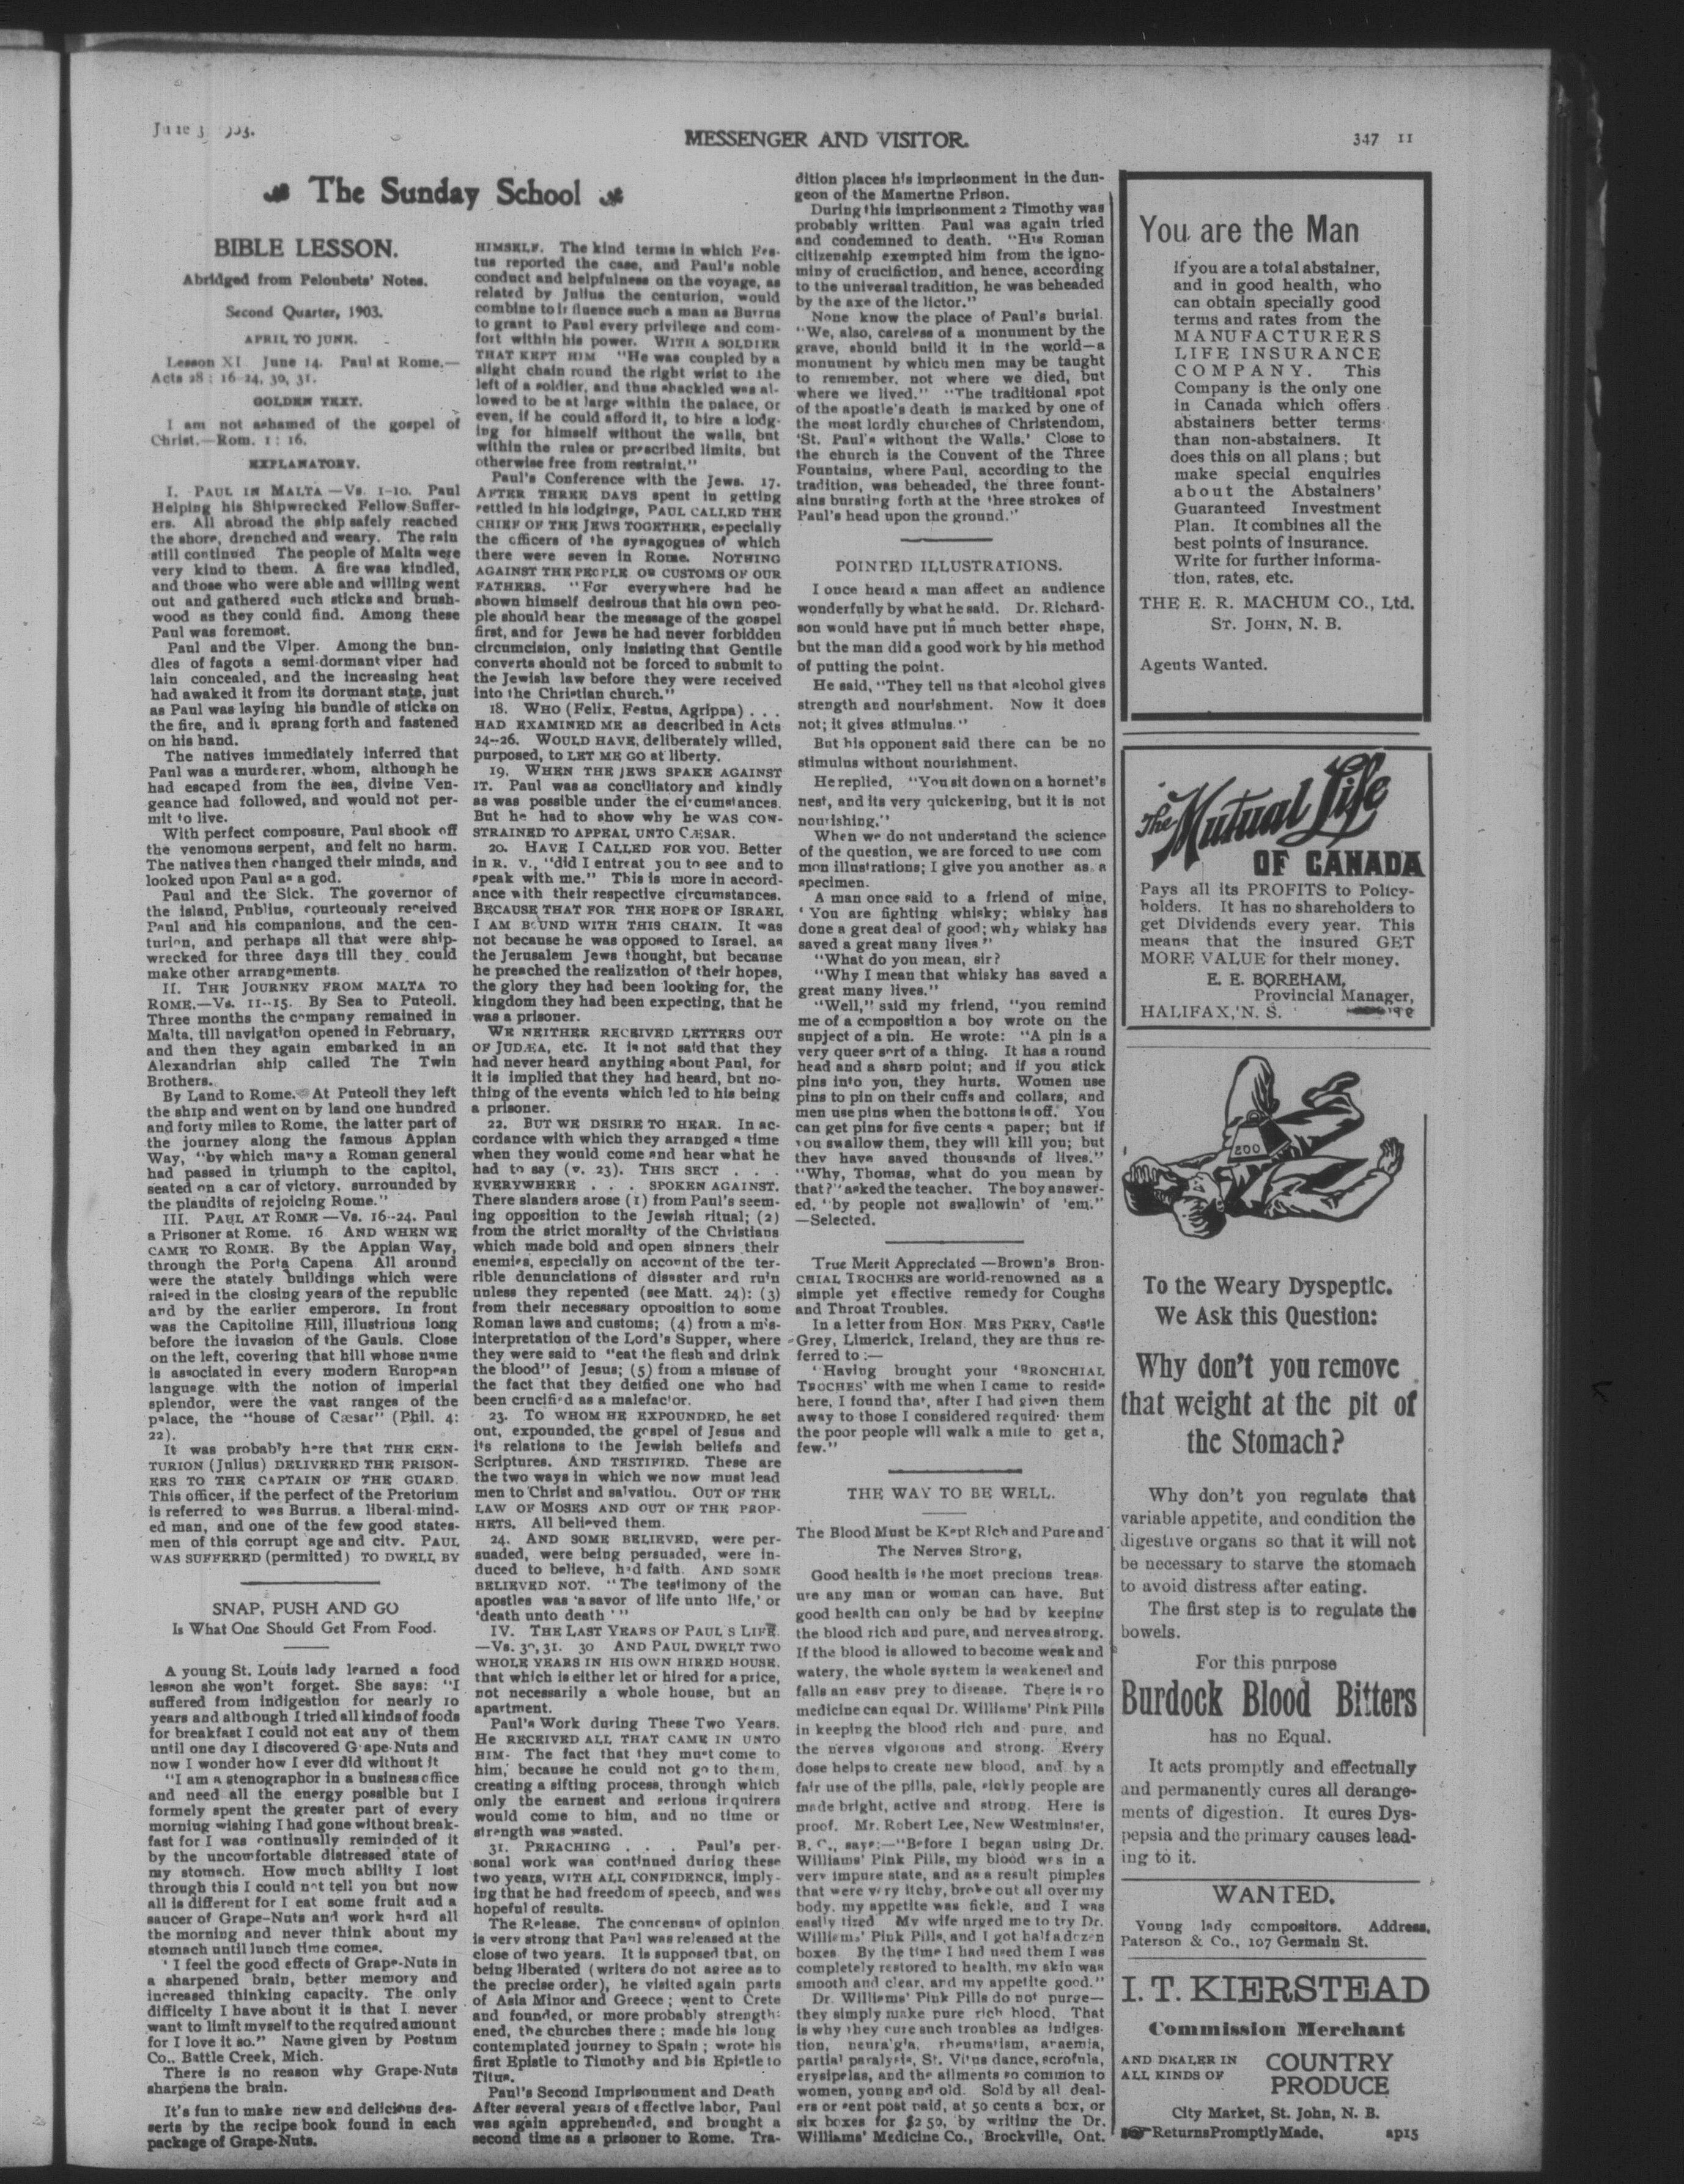 MESSENGER AND VISITOR.
347 11
The Sunday School
BIBLE LESSON.
Abridged from Peloubets' Notes.
Second Quarter, 1903.
APRIL TO JUNE.
Lesson XI June 14. Paul at Rome.—
Acts 28 : 16-24, 30, 31.
GOLDEN TEXT.
I am not ashamed of the gospel of
Christ.—Rom. 1 : 16.
EXPLANATORY.
I. PAUL IN MALTA—Vs. 1-10. Paul
Helping his Shipwrecked Fellow Suffer-
ers. All abroad the ship safely reached
the shore, drenched and weary. The rain
still continued The people of Malta were
very kind to them. A fire was kindled,
and those who were able and willing went
out and gathered such sticks and brush-
wood as they could find. Among these
Paul was foremost.
Paul and the Viper. Among the bun-
dles of fagots a semi-dormant viper had
lain concealed, and the increasing heat
had awaked it from its dormant state, just
as Paul was laying his bundle of sticks on
the fire, and it sprang forth and fastened
on his hand.
The natives immediately inferred that
Paul was a murderer, whom, although he
had escaped from the sea, divine Ven-
geance had followed, and would not per-
mit to live.
With perfect composure, Paul shook off
the venomous serpent, and felt no harm.
The natives then changed their minds, and
looked upon Paul as a god.
Paul and the Sick. The governor of
the island, Publius, courteously received
Paul and his companions, and the cen-
turion, and perhaps all that were ship-
wrecked for three days till they could
make other arrangements.
II. THE JOURNEY FROM MALTA TO
ROME.—Vs. 11--15. By Sea to Puteoli.
Three months the company remained in
Malta, till navigation opened in February,
and then they again embarked in an
Alexandrian ship called The Twin
Brothers.
By Land to Rome. At Puteoli they left
the ship and went on by land one hundred
and forty miles to Rome, the latter part of
the journey along the famous Appian
Way, "by which many a Roman general
had passed in triumph to the capitol,
seated on a car of victory, surrounded by
the plaudits of rejoicing Rome."
III. PAUL AT ROME—Vs. 16--24. Paul
a Prisoner at Rome. 16 AND WHEN WE
CAME TO ROME. By the Appian Way,
through the Porta Capena All around
were the stately buildings which were
raised in the closing years of the republic
and by the earlier emperors. In front
was the Capitoline Hill, illustrious long
before the invasion of the Gauls. Close
on the left, covering that hill whose name
is associated in every modern European
language with the notion of imperial
splendor, were the vast ranges of the
palace, the "house of Cæsar" (Phil. 4:
22).
It was probably here that THE CEN-
TURION (Julius) DELIVERED THE PRISON-
ERS TO THE CAPTAIN OF THE GUARD.
This officer, if the perfect of the Pretorium
is referred to was Burrus. a liberal-mind-
ed man, and one of the few good states-
men of this corrupt age and city. PAUL
WAS SUFFERED (permitted) TO DWELL BY
SNAP, PUSH AND GO
Is What One Should Get From Food.
A young St. Louis lady learned a food
lesson she won't forget. She says: "I
suffered from indigestion for nearly 10
years and although I tried all kinds of foods
for breakfast I could not eat any of them
until one day I discovered G ape-Nuts and
now I wonder how I ever did without it
"I am a stenographor in a business office
and need all the energy possible but I
formely spent the greater part of every
morning wishing I had gone without break-
fast for I was continually reminded of it
by the uncomfortable distressed state of
my stomach. How much ability I lost
through this I could not tell you but now
all is different for I eat some fruit and a
saucer of Grape-Nuts and work hard all
the morning and never think about my
stomach until lunch time comes.
'I feel the good effects of Grape-Nuts in
a sharpened brain, better memory and
increased thinking capacity. The only
difficelty I have about it is that I never
want to limit myself to the required amount
for I love it so." Name given by Postum
Co., Battle Creek, Mich.
There is no reason why Grape-Nuts
sharpens the brain.
It's fun to make new and delicious des-
serts by the recipe book found in each
package of Grape-Nuts.
HIMSELF. The kind terms in which Fes-
tus reported the case, and Paul's noble
conduct and helpfulness on the voyage, as
related by Julius the centurion, would
combine to ir fluence such a man as Burrus
to grant to Paul every privilege and com-
fort within his power. WITH A SOLDIER
THAT KEPT HIM "He was coupled by a
slight chain round the right wrist to the
left of a soldier, and thus shackled was al-
lowed to be at large within the palace, or
even, if he could afford it, to hire a lodg-
ing for himself without the walls, but
within the rules or prescribed limits, but
otherwise free from restraint."
Paul's Conference with the Jews. 17.
AFTER THREE DAYS spent in getting
settled in his lodgings, PAUL CALLED THE
CHIEF OF THE JEWS TOGETHER, especially
the officers of the synagogues of which
there were seven in Rome. NOTHING
AGAINST THE PEOPLE OR CUSTOMS OF OUR
FATHERS. "For everywhere had he
shown himself desirous that his own peo-
ple should hear the message of the gospel
first, and for Jews he had never forbidden
circumcision, only insisting that Gentile
converts should not be forced to submit to
the Jewish law before they were received
into the Christian church."
18. WHO (Felix, Festus, Agrippa) . . .
HAD EXAMINED ME as described in Acts
24--26. WOULD HAVE, deliberately willed,
purposed, to LET ME GO at liberty.
19. WHEN THE JEWS SPAKE AGAINST
IT. Paul was as conciliatory and kindly
as was possible under the circumstances.
But he had to show why he WAS CON-
STRAINED TO APPEAL UNTO CÆSAR.
20. HAVE I CALLED FOR YOU. Better
in R. V., "did I entreat you to see and to
speak with me." This is more in accord-
ance with their respective circumstances.
BECAUSE THAT FOR THE HOPE OF ISRAEL
I AM BOUND WITH THIS CHAIN. It was
not because he was opposed to Israel, as
the Jerusalem Jews thought, but because
he preached the realization of their hopes,
the glory they had been looking for, the
kingdom they had been expecting, that he
was a prisoner.
WE NEITHER RECEIVED LETTERS OUT
OF JUDÆA, etc. It is not said that they
had never heard anything about Paul, for
it is implied that they had heard, but no-
thing of the events which led to his being
a prisoner.
22. BUT WE DESIRE TO HEAR. In ac-
cordance with which they arranged a time
when they would come and hear what he
had to say (v. 23). THIS SECT . . .
EVERYWHERE . . . SPOKEN AGAINST.
There slanders arose (1) from Paul's seem-
ing opposition to the Jewish ritual; (2)
from the strict morality of the Christians
which made bold and open sinners their
enemies, especially on account of the ter-
rible denunciations of disaster and ruin
unless they repented (see Matt. 24): (3)
from their necessary opposition to some
Roman laws and customs; (4) from a mis-
interpretation of the Lord's Supper, where
they were said to "eat the flesh and drink
the blood" of Jesus; (5) from a misuse of
the fact that they deified one who had
been crucified as a malefactor.
23. TO WHOM HE EXPOUNDED, he set
out, expounded, the gospel of Jesus and
its relations to the Jewish beliefs and
Scriptures. AND TESTIFIED. These are
the two ways in which we now must lead
men to Christ and salvation. OUT OF THE
LAW OF MOSES AND OUT OF THE PROP-
HETS. All believed them.
24. AND SOME BELIEVED, were per-
suaded, were being persuaded, were in-
duced to believe, had faith. AND SOME
BELIEVED NOT. "The testimony of the
apostles was 'a savor of life unto life,' or
'death unto death'"
IV. THE LAST YEARS OF PAUL'S LIFE.
—Vs. 30, 31. 30 AND PAUL DWELT TWO
WHOLE YEARS IN HIS OWN HIRED HOUSE,
that which is either let or hired for a price,
not necessarily a whole house, but an
apartment.
Paul's Work during These Two Years.
He RECEIVED ALL THAT CAME IN UNTO
HIM. The fact that they must come to
him, because he could not go to them,
creating a sifting process, through which
only the earnest and serious inquirers
would come to him, and no time or
strength was wasted.
31. PREACHING . . . Paul's per-
sonal work was continued during these
two years, WITH ALL CONFIDENCE, imply-
ing that he had freedom of speech, and was
hopeful of results.
The Release. The concensus of opinion
is very strong that Paul was released at the
close of two years. It is supposed that, on
being liberated (writers do not agree as to
the precise order), he visited again parts
of Asia Minor and Greece ; went to Crete
and founded, or more probably strength-
ened, the churches there ; made his long
contemplated journey to Spain ; wrote his
first Epistle to Timothy and his Epistle to
Titus.
Paul's Second Imprisonment and Death
After several years of effective labor, Paul
was again apprehended, and brought a
second time as a prisoner to Rome. Tra-
dition places his imprisonment in the dun-
geon of the Mamertne Prison.
During this imprisonment 2 Timothy was
probably written. Paul was again tried
and condemned to death. "His Roman
citizenship exempted him from the igno-
miny of crucifiction, and hence, according
to the universal tradition, he was beheaded
by the axe of the lictor."
None know the place of Paul's burial.
"We, also, careless of a monument by the
grave, should build it in the world—a
monument by which men may be taught
to remember, not where we died, but
where we lived." "The traditional spot
of the apostle's death is marked by one of
the most lordly churches of Christendom,
'St. Paul's without the Walls.' Close to
the church is the Convent of the Three
Fountains, where Paul, according to the
tradition, was beheaded, the three fount-
ains bursting forth at the three strokes of
Paul's head upon the ground."
POINTED ILLUSTRATIONS.
I once heard a man affect an audience
wonderfully by what he said. Dr. Richard-
son would have put in much better shape,
but the man did a good work by his method
of putting the point.
He said, "They tell us that alcohol gives
strength and nourishment. Now it does
not; it gives stimulus."
But his opponent said there can be no
stimulus without nourishment.
He replied, "You sit down on a hornet's
nest, and its very quickening, but it is not
nourishing."
When we do not understand the science
of the question, we are forced to use com
mon illustrations; I give you another as a
specimen.
A man once said to a friend of mine,
'You are fighting whisky; whisky has
done a great deal of good; why whisky has
saved a great many lives"
"What do you mean, sir?
"Why I mean that whisky has saved a
great many lives."
"Well," said my friend, "you remind
me of a composition a boy wrote on the
supject of a pin. He wrote: "A pin is a
very queer sort of a thing. It has a round
head and a sharp point; and if you stick
pins into you, they hurts. Women use
pins to pin on their cuffs and collars, and
men use pins when the bottons is off. You
can get pins for five cents a paper; but if
you swallow them, they will kill you; but
they have saved thousands of lives."
"Why, Thomas, what do you mean by
that?" asked the teacher. The boy answer-
ed, "by people not swallowin' of 'em."
—Selected.
True Merit Appreciated—Brown's Bron-
CHIAL TROCHES are world-renowned as a
simple yet effective remedy for Coughs
and Throat Troubles.
In a letter from HON. MRS PERY, Castle
Grey, Limerick, Ireland, they are thus re-
ferred to :—
'Having brought your 'BRONCHIAL
TROCHES' with me when I came to reside
here, I found that, after I had given them
away to those I considered required them
the poor people will walk a mile to get a,
few."
THE WAY TO BE WELL.
The Blood Must be Kept Rich and Pure and
The Nerves Strong,
Good health is the most precious treas-
ure any man or woman can have. But
good health can only be had by keeping
the blood rich and pure, and nerves strong.
If the blood is allowed to become weak and
watery, the whole system is weakened and
falls an easy prey to disease. There is no
medicine can equal Dr. Williams' Pink Pills
in keeping the blood rich and pure, and
the nerves vigorous and strong. Every
dose helps to create new blood, and by a
fair use of the pills, pale, sickly people are
made bright, active and strong. Here is
proof. Mr. Robert Lee, New Westminster,
B. C., says:—"Before I began using Dr.
Williams' Pink Pills, my blood was in a
very impure state, and as a result pimples
that were very itchy, broke out all over my
body, my appetite was fickle, and I was
easily tired My wife urged me to try Dr.
Williams' Pink Pills, and I got half a dozen
boxes By the time I had used them I was
completely restored to health, my skin was
smooth and clear, and my appetite good."
Dr. Williams' Pink Pills do not purge—
they simply make pure rich blood. That
is why they cure such troubles as indiges-
tion, neuralgia, rheumatism, anaemia,
partial paralysis, St. Vitus dance, scrofula,
erysipelas, and the ailments so common to
women, young and old. Sold by all deal-
ers or sent post paid, at 50 cents a box, or
six boxes for $2 50, by writing the Dr.
Williams' Medicine Co., Brockville, Ont.
You are the Man
if you are a total abstainer,
and in good health, who
can obtain specially good
terms and rates from the
MANUFACTURERS
LIFE INSURANCE
COMPANY. This
Company is the only one
in Canada which offers
abstainers better terms
than non-abstainers. It
does this on all plans ; but
make special enquiries
about the Abstainers'
Guaranteed Investment
Plan. It combines all the
best points of insurance.
Write for further informa-
tion, rates, etc.
THE E. R. MACHUM CO., Ltd.
ST. JOHN, N. B.
Agents Wanted.
The Mutual Life
OF CANADA
Pays all its PROFITS to Policy-
holders. It has no shareholders to
get Dividends every year. This
means that the insured GET
MORE VALUE for their money.
E. E. BOREHAM,
Provincial Manager,
HALIFAX, N. S.
200
To the Weary Dyspeptic.
We Ask this Question:
Why don't you remove
that weight at the pit of
the Stomach?
Why don't you regulate that
variable appetite, and condition the
digestive organs so that it will not
be necessary to starve the stomach
to avoid distress after eating.
The first step is to regulate the
bowels.
For this purpose
Burdock Blood Bitters
has no Equal.
It acts promptly and effectually
and permanently cures all derange-
ments of digestion. It cures Dys-
pepsia and the primary causes lead-
ing to it.
WANTED.
Young lady compositors. Address,
Paterson & Co., 107 Germain St.
I. T. KIERSTEAD
Commission Merchant
AND DEALER IN
ALL KINDS OF
COUNTRY
PRODUCE
City Market, St. John, N. B.
Returns Promptly Made. ap15